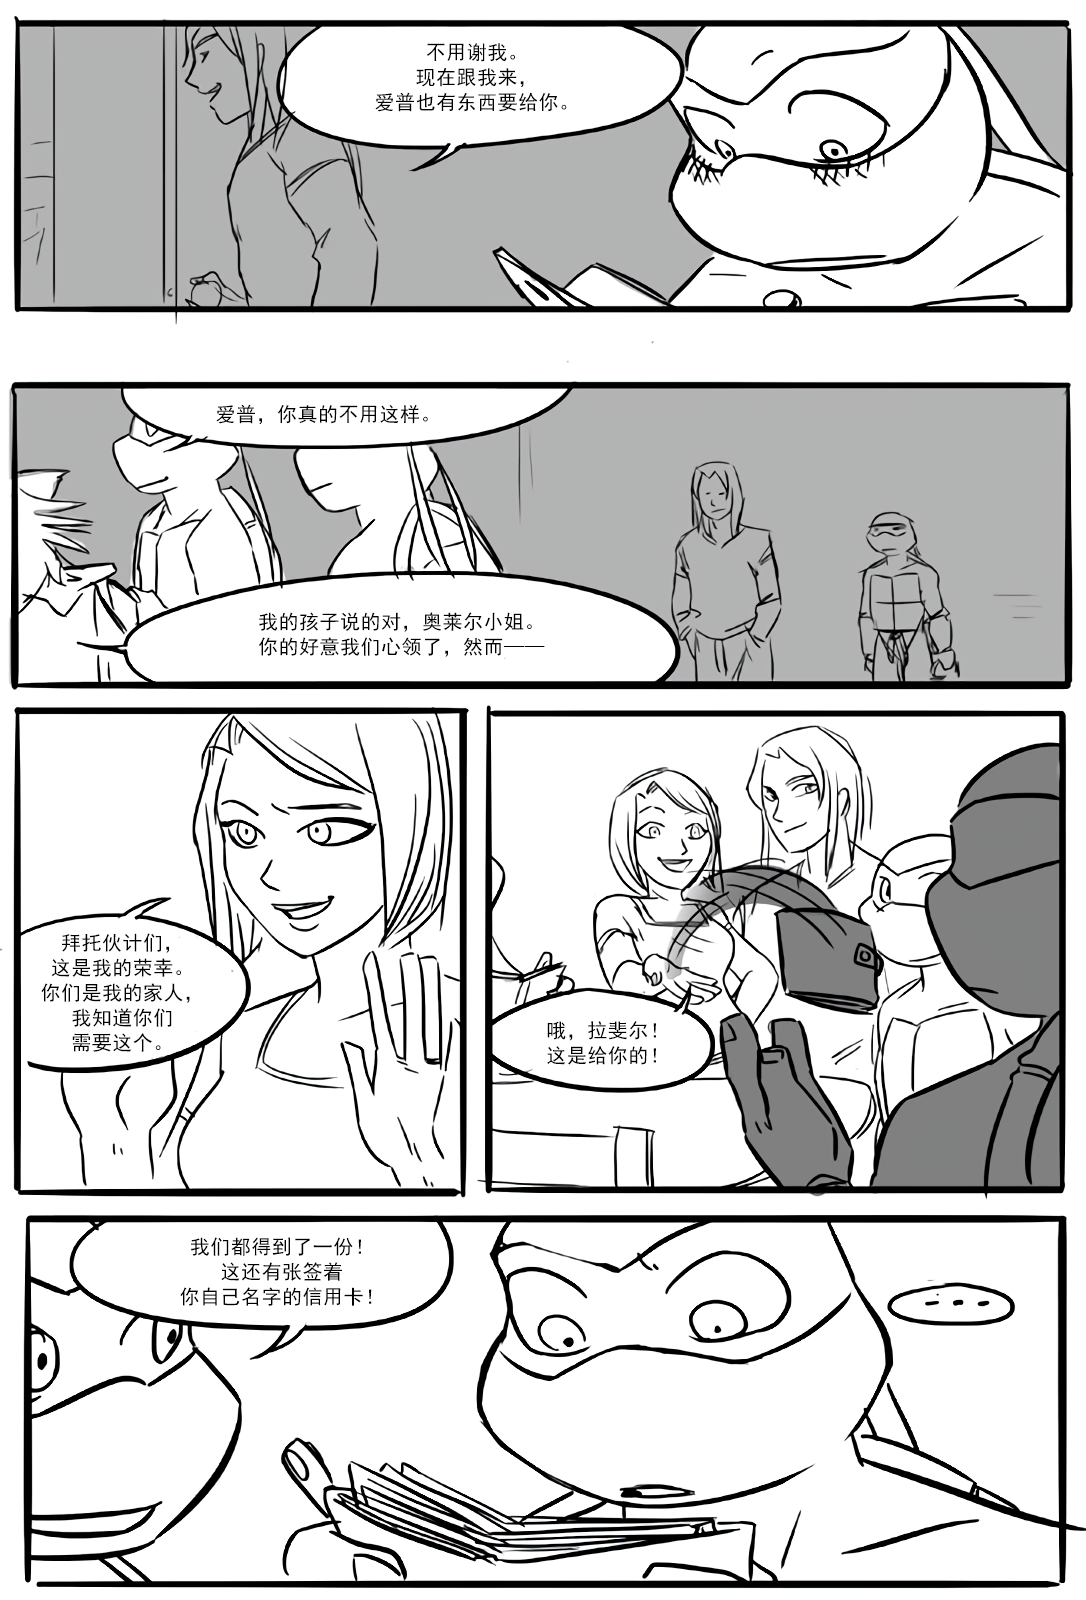 不用谢我。
现在跟我来，
爱普也有东西要给你。
爱普，你真的不用这样。
我的孩子说的对，奥莱尔小姐。
你的好意我们心领了，然而——
拜托伙计们，
这是我的荣幸。
你们是我的家人，
我知道你们
需要这个。
哦，拉斐尔！
这是给你的！
我们都得到了一份！
这还有张签着
你自己名字的信用卡！
...